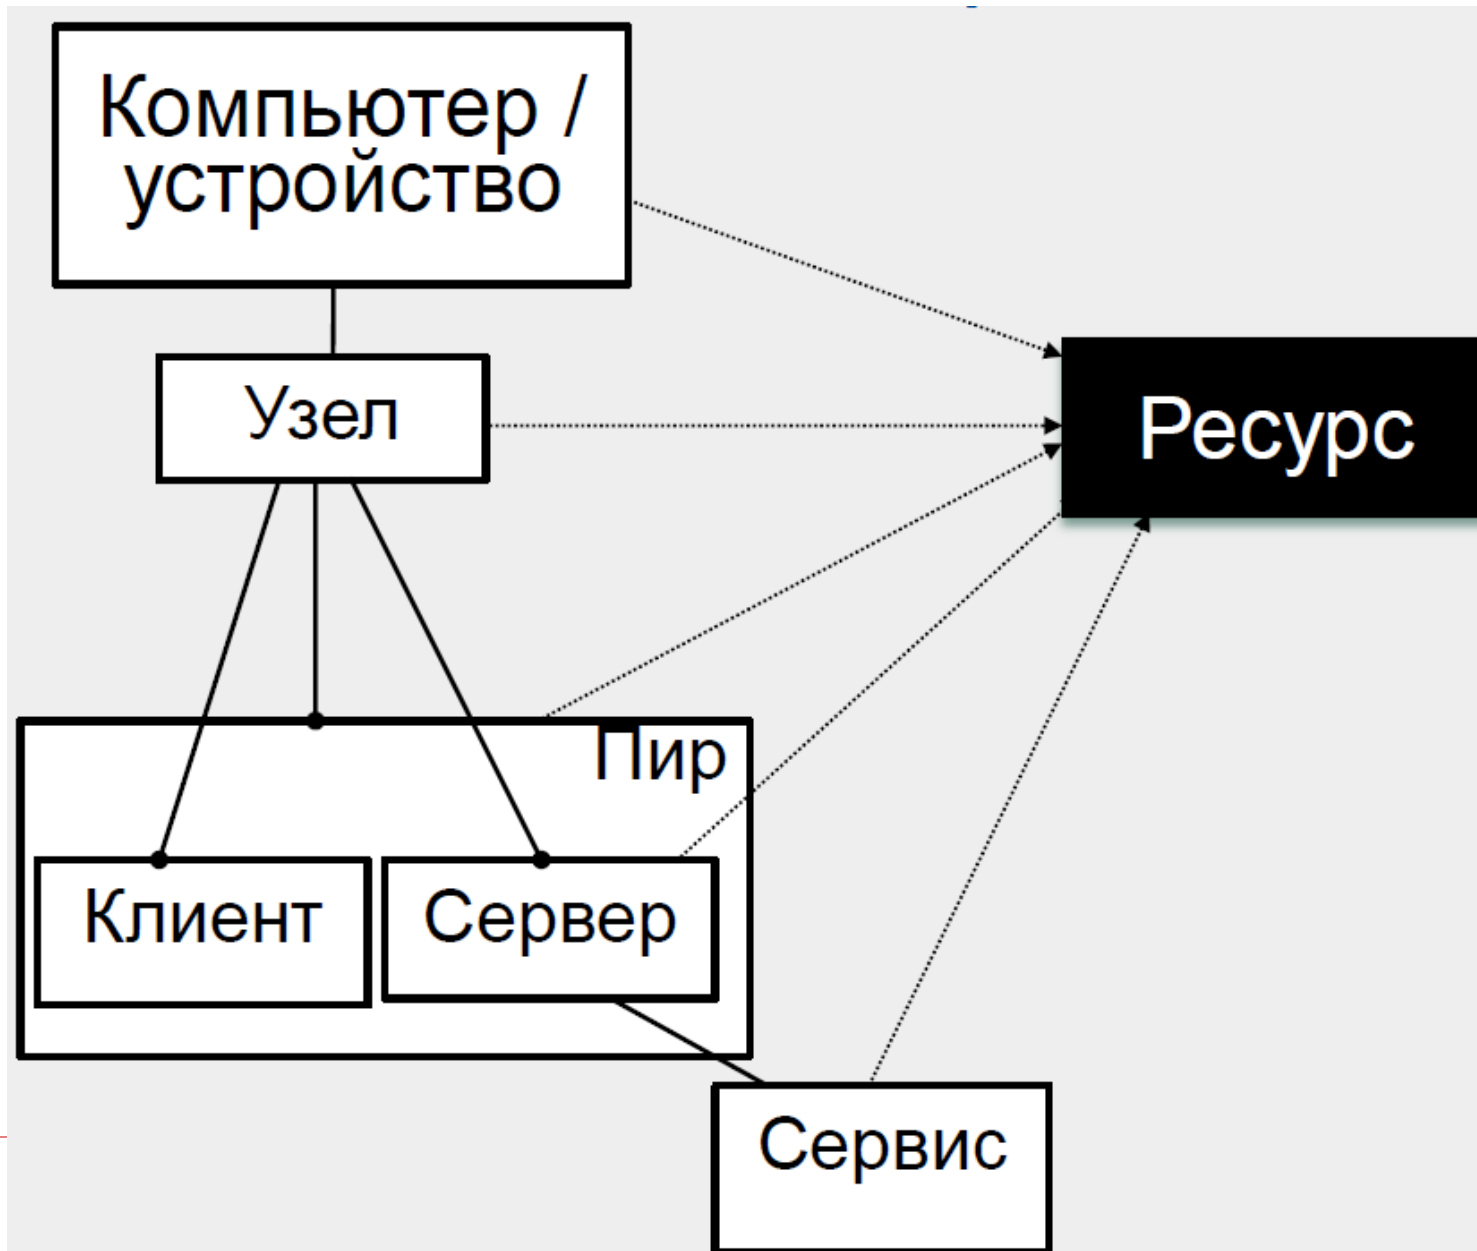 Компьютер /
устройство
Узел
Ресурс
Пир
Клиент
Сервер
Сервис